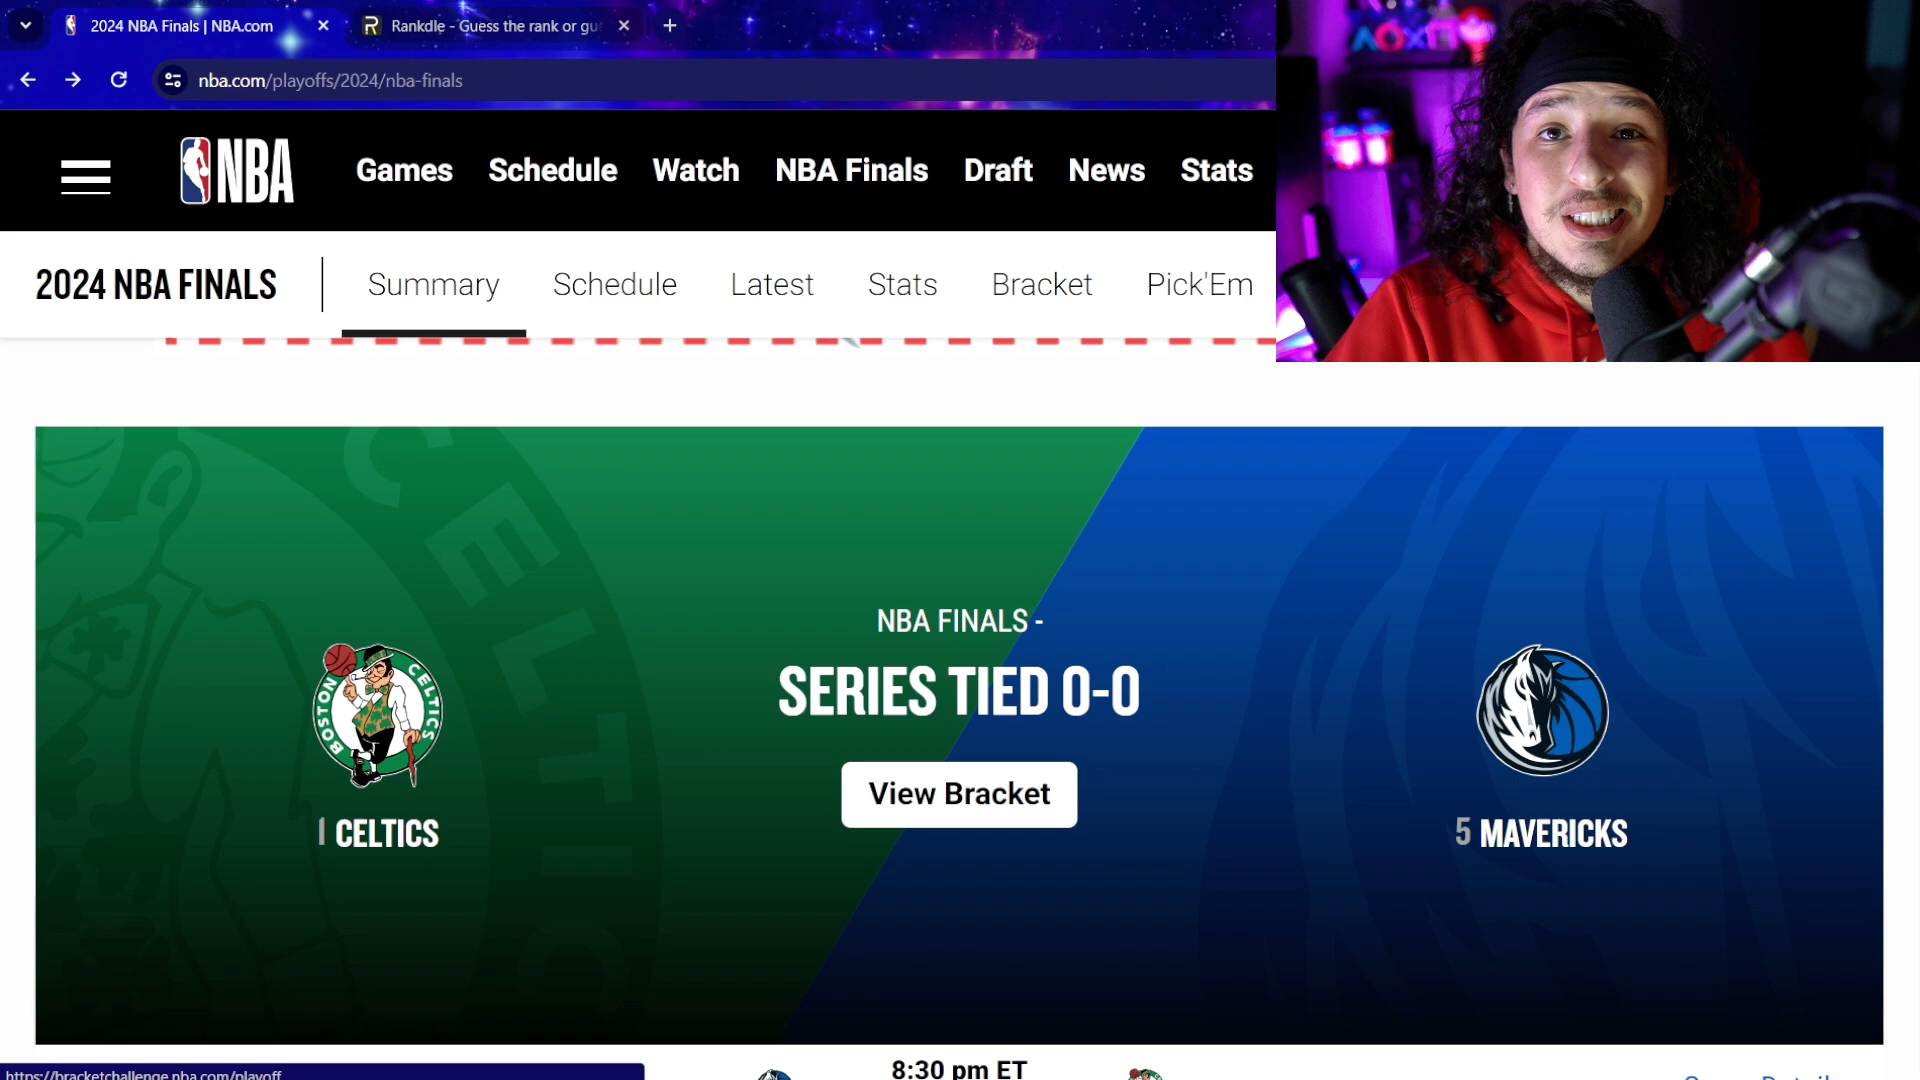 2024 NBA Finals | NBA.com
Rankdle - Guess the rank or gu
nba.com/playoffs/2024/nba-finals
NBA
Games Schedule Watch NBA Finals Draft News Stats
2024 NBA FINALS
Summary Schedule Latest Stats Bracket Pick'Em
CELTIC
NBA FINALS -
SERIES TIED 0-0
View Bracket
BOSTON CELTICS
1 CELTICS
5 MAVERICKS
8:30 pm ET
https://bracketchallenge.nba.com/playoff